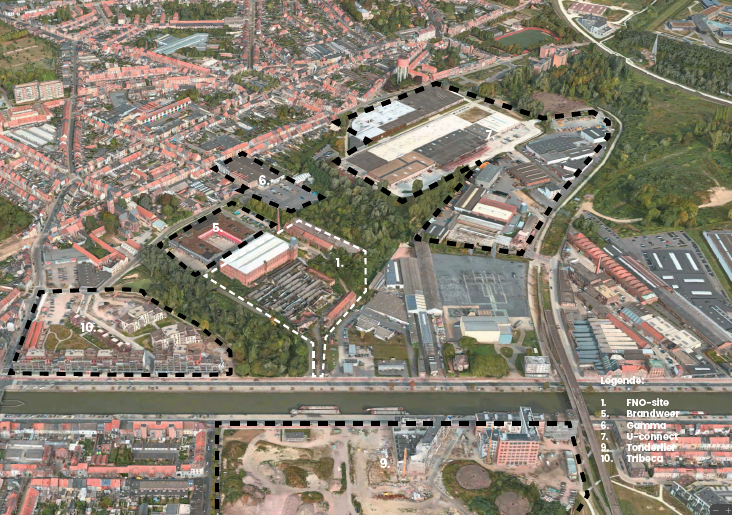 7.
6.
5.
1.
10.
9.
Legende:
1. FNO-site
5. Brandweer
6. Gamma
7. U-connect
9. Tondelier
10. Tribeca